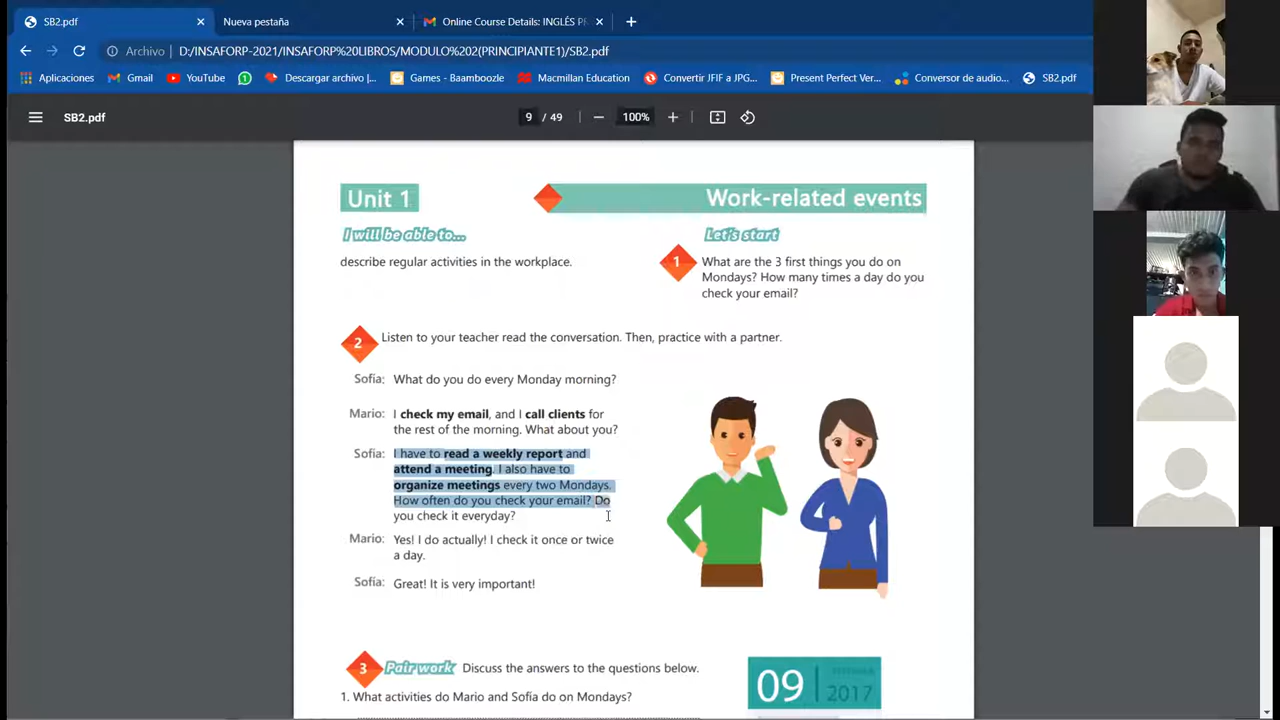 SB2.pdf
Nueva pestaña
Online Course Details: INGLÉS PR
Archivo
D:/INSAFORP-2021/INSAFORP%20LIBROS/MODULO%202(PRINCIPIANTE1)/SB2.pdf
Aplicaciones
Gmail
YouTube
Descargar archivo |...
Games - Baamboozle
Macmillan Education
Convertir JFIF a JPG...
Present Perfect Ver...
Conversor de audio...
SB2.pdf
SB2.pdf
9 / 49
100%
Unit 1
Work-related events
I will be able to...
describe regular activities in the workplace.
Let's start
1
What are the 3 first things you do on
Mondays? How many times a day do you
check your email?
2
Listen to your teacher read the conversation. Then, practice with a partner.
Sofía: What do you do every Monday morning?
Mario: I check my email, and I call clients for
the rest of the morning. What about you?
Sofía: I have to read a weekly report and
attend a meeting. I also have to
organize meetings every two Mondays.
How often do you check your email? Do
you check it everyday?
Mario: Yes! I do actually! I check it once or twice
a day.
Sofía: Great! It is very important!
3
Pair work Discuss the answers to the questions below.
1. What activities do Mario and Sofía do on Mondays?
09
2017